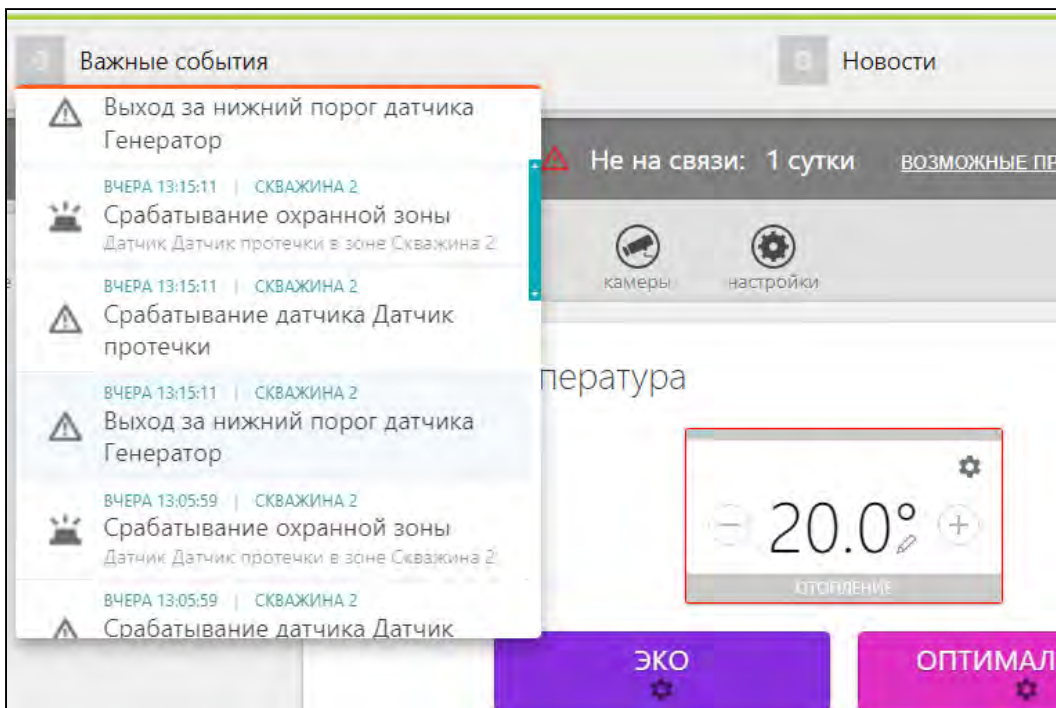 Важные события
Новости
Выход за нижний порог датчика
Генератор
ВЧЕРА 13:15:11 | СКВАЖИНА 2
Срабатывание охранной зоны
Датчик Датчик протечки в зоне Скважина 2
ВЧЕРА 13:15:11 | СКВАЖИНА 2
Срабатывание датчика Датчик
протечки
ВЧЕРА 13:15:11 | СКВАЖИНА 2
Выход за нижний порог датчика
Генератор
ВЧЕРА 13:05:59 | СКВАЖИНА 2
Срабатывание охранной зоны
Датчик Датчик протечки в зоне Скважина 2
ВЧЕРА 13:05:59 | СКВАЖИНА 2
Срабатывание датчика Датчик
Не на связи: 1 сутки ВОЗМОЖНЫЕ ПР
камеры настройки
пература
20.0°
ОТОПЛЕНИЕ
ЭКО
ОПТИМАЛ